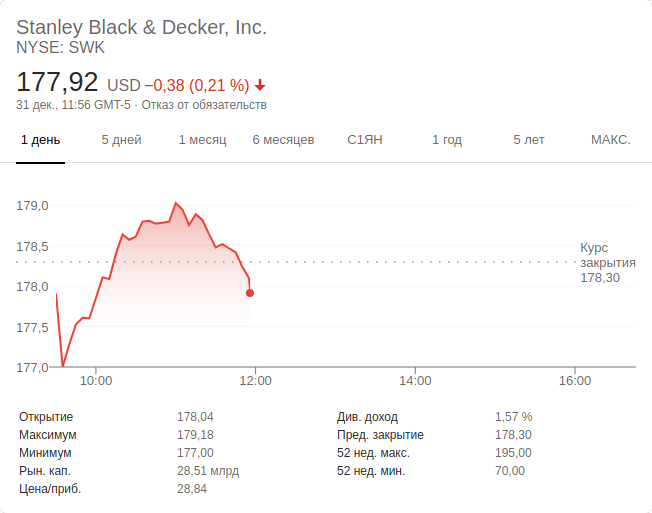 Stanley Black & Decker, Inc.
NYSE: SWK
177,92 USD −0,38 (0,21 %)
31 дек., 11:56 GMT-5 · Отказ от обязательств
1 день 5 дней 1 месяц 6 месяцев С1ЯН 1 год 5 лет МАКС.
179,0
178,5
Курс
закрытия
178,30
178,0
177,5
177,0
10:00 12:00 14:00 16:00
Открытие 178,04 Див. доход 1,57 %
Максимум 179,18 Пред. закрытие 178,30
Минимум 177,00 52 нед. макс. 195,00
Рын. кап. 28,51 млрд 52 нед. мин. 70,00
Цена/приб. 28,84